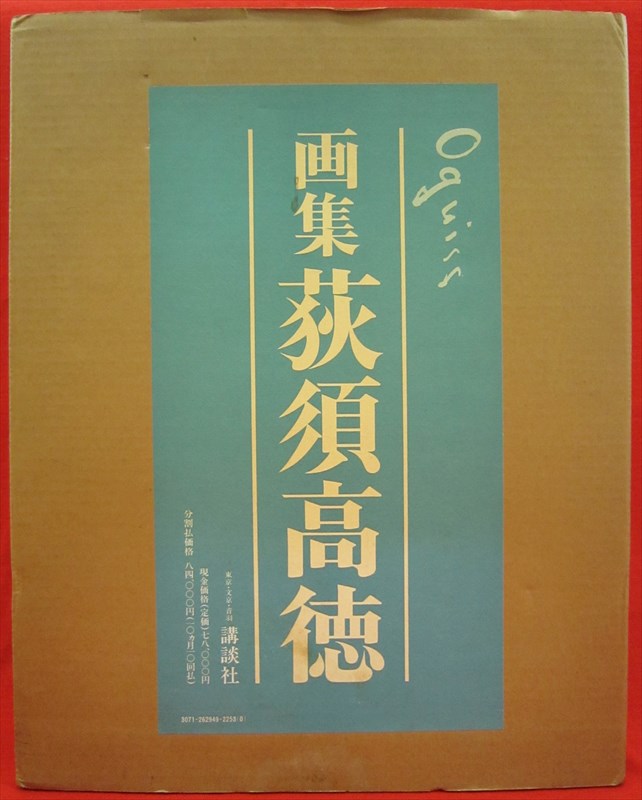 Oguiss
画集 荻須高徳
東京・文京・音羽 講談社
現金価格(定価)七八、〇〇〇円
分割払価格 八四、〇〇〇円(一〇ヵ月一〇回払)
3071-262946-2253(0)